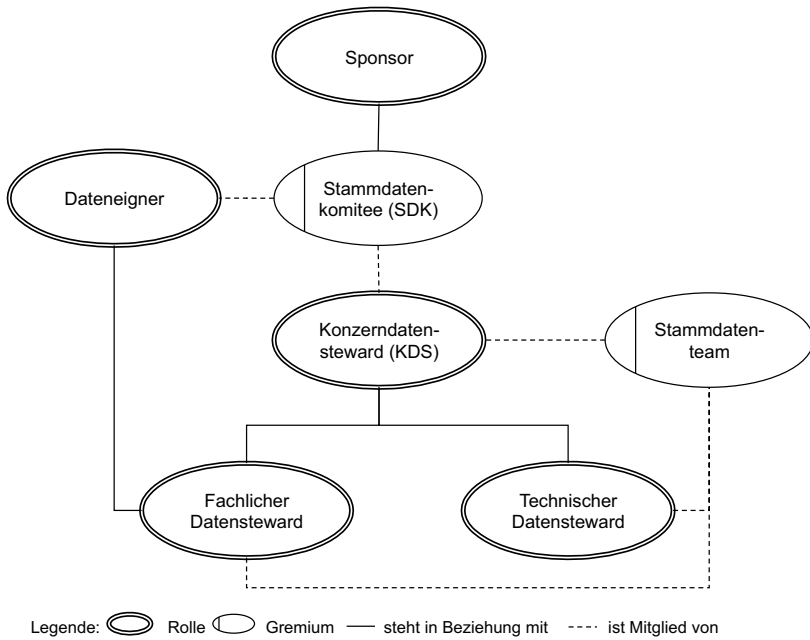 Sponsor
Dateneigner
Stammdaten-
komitee (SDK)
Konzerndaten-
steward (KDS)
Stammdaten-
team
Fachlicher
Datensteward
Technischer
Datensteward
Legende: Rolle Gremium steht in Beziehung mit ist Mitglied von